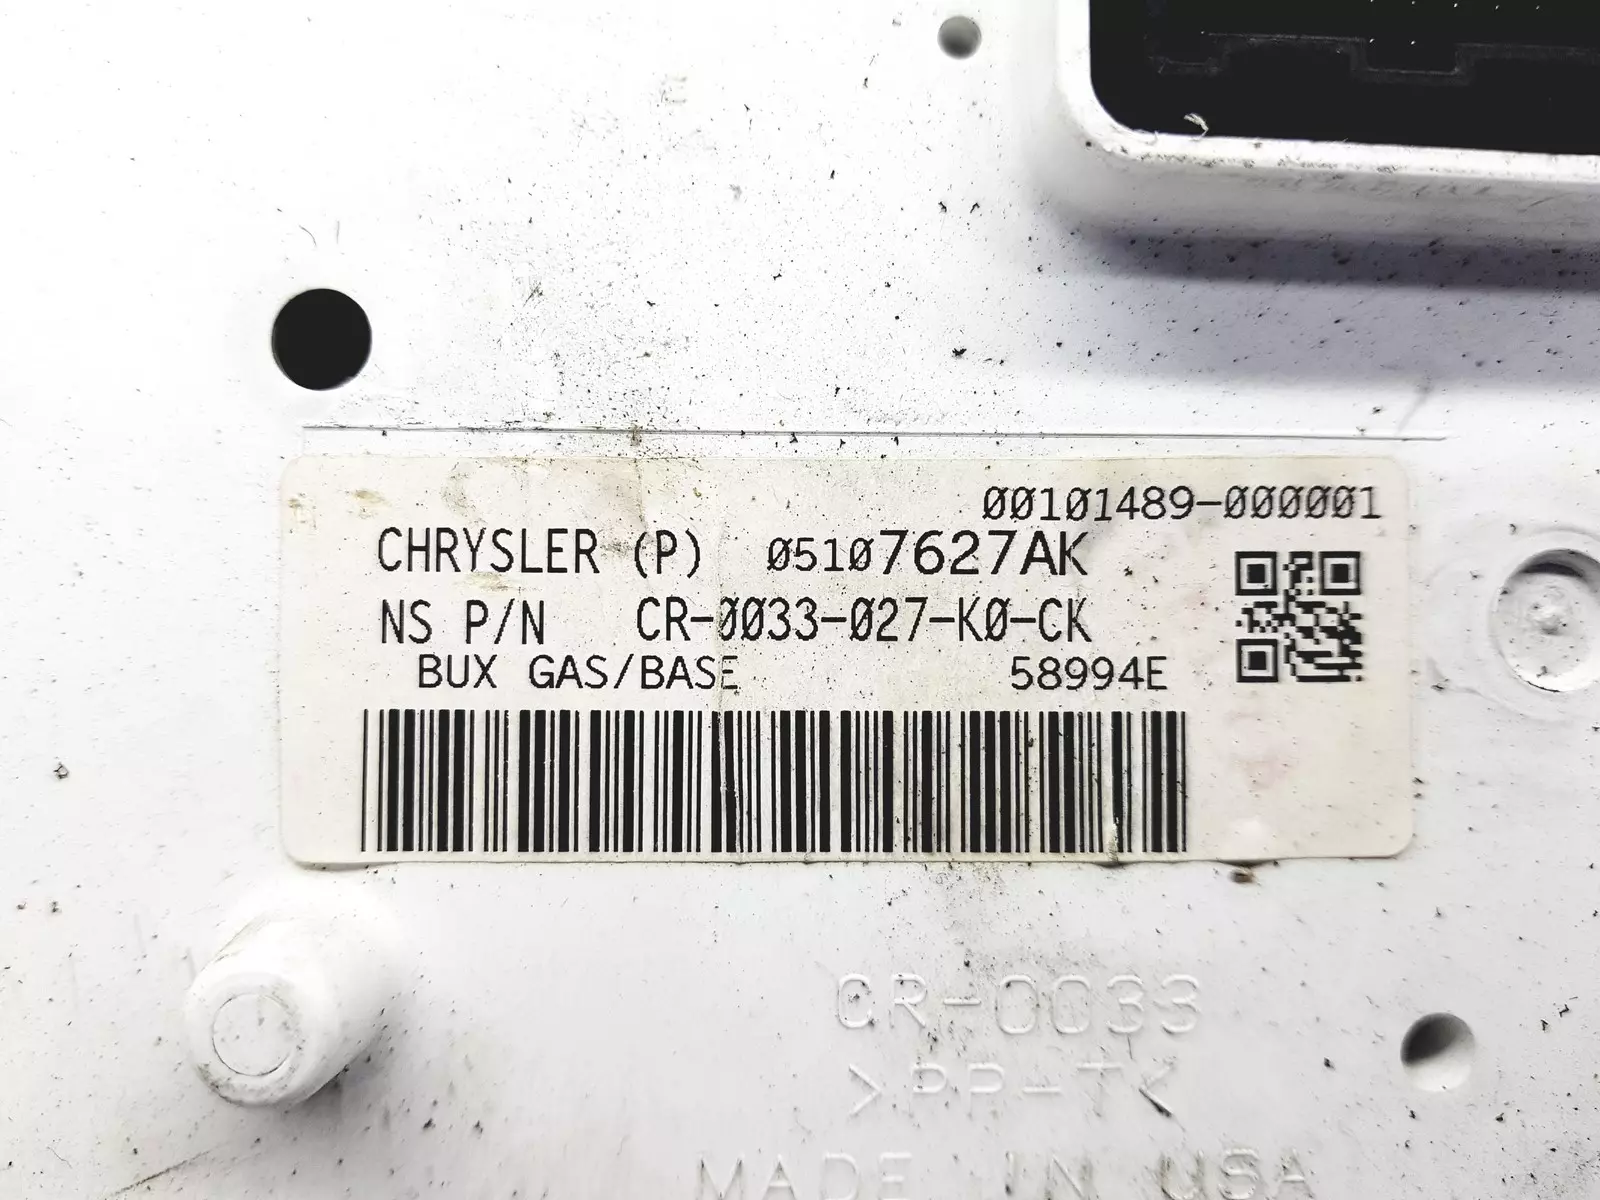 00101489-000001
CHRYSLER (P) 05107627AK
NS P/N CR-0033-027-K0-CK
BUX GAS/BASE 58994E
CR-0033
>PP-T<
MADE IN USA